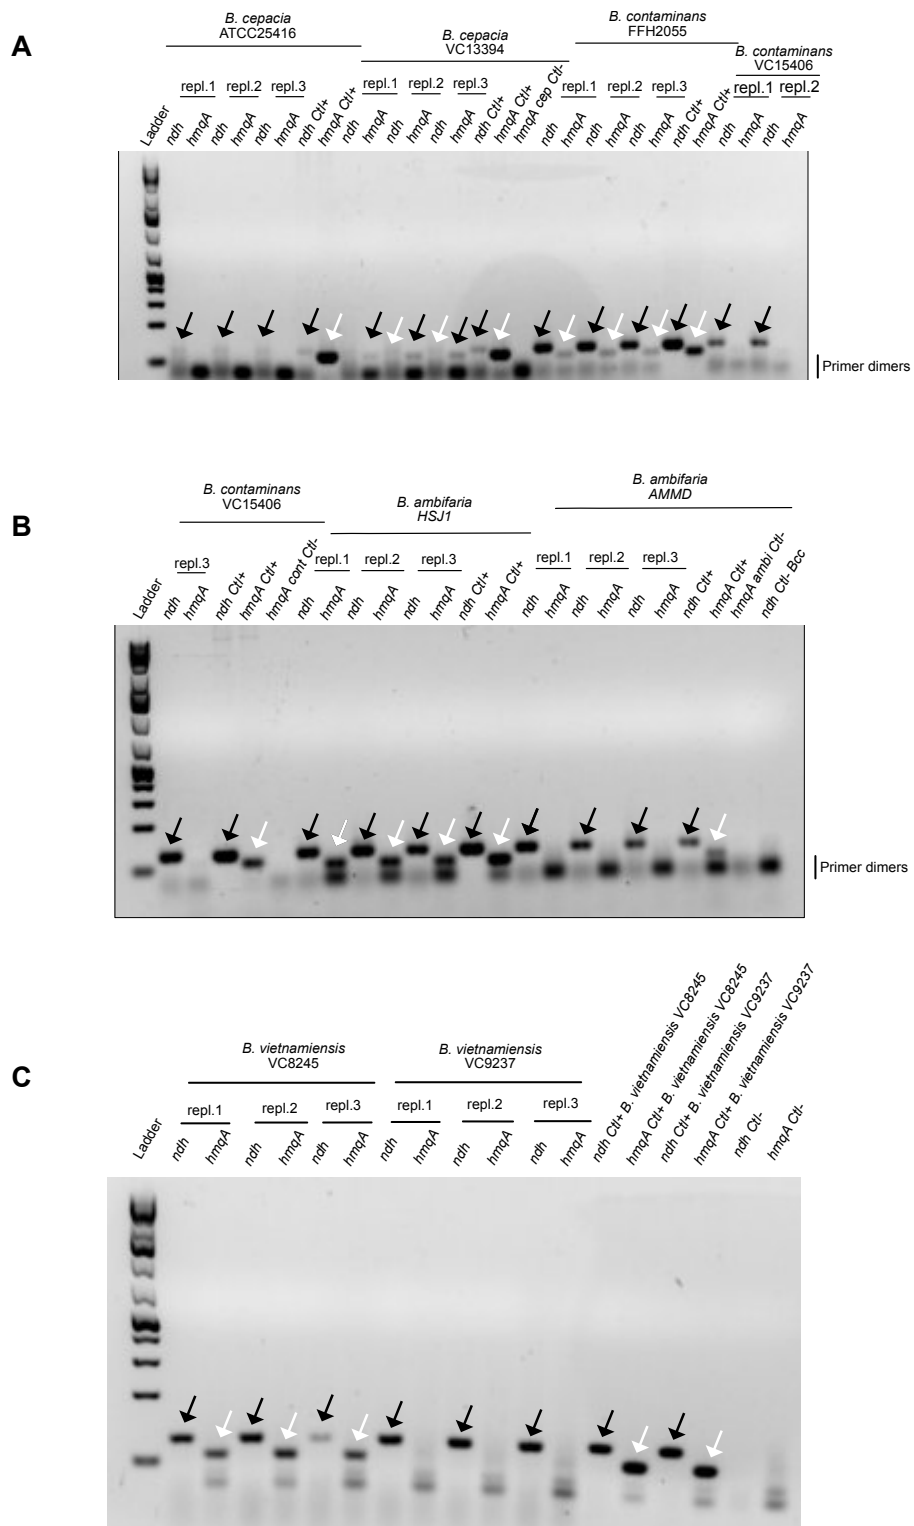 A
B. cepacia
ATCC25416
B. cepacia
VC13394
B. contaminans
FFH2055
B. contaminans
VC15406
repl.1 repl.2 repl.3 repl.1 repl.2 repl.3 repl.1 repl.2 repl.3 repl.1 repl.2
Ladder ndh hmqA ndh hmqA ndh hmqA ndh Ctl+ hmqA Ctl+ ndh hmqA ndh hmqA ndh hmqA ndh Ctl+ hmqA Ctl+ hmqA cep Ctl- ndh hmqA ndh hmqA ndh hmqA ndh Ctl+ hmqA Ctl+ ndh hmqA ndh hmqA
Primer dimers
B
B. contaminans
VC15406
B. ambifaria
HSJ1
B. ambifaria
AMMD
repl.3 repl.1 repl.2 repl.3 repl.1 repl.2 repl.3
Ladder ndh hmqA ndh Ctl+ hmqA Ctl+ hmqA cont Ctl- ndh hmqA ndh hmqA ndh hmqA ndh Ctl+ hmqA Ctl+ ndh hmqA ndh hmqA ndh hmqA ndh Ctl+ hmqA Ctl+ hmqA ambi Ctl- ndh Ctl- Bcc
Primer dimers
C
B. vietnamiensis
VC8245
B. vietnamiensis
VC9237
repl.1 repl.2 repl.3 repl.1 repl.2 repl.3
Ladder ndh hmqA ndh hmqA ndh hmqA ndh hmqA ndh hmqA ndh hmqA ndh Ctl+ B. vietnamiensis VC8245 hmqA Ctl+ B. vietnamiensis VC8245 ndh Ctl+ B. vietnamiensis VC9237 hmqA Ctl+ B. vietnamiensis VC9237 ndh Ctl- hmqA Ctl-